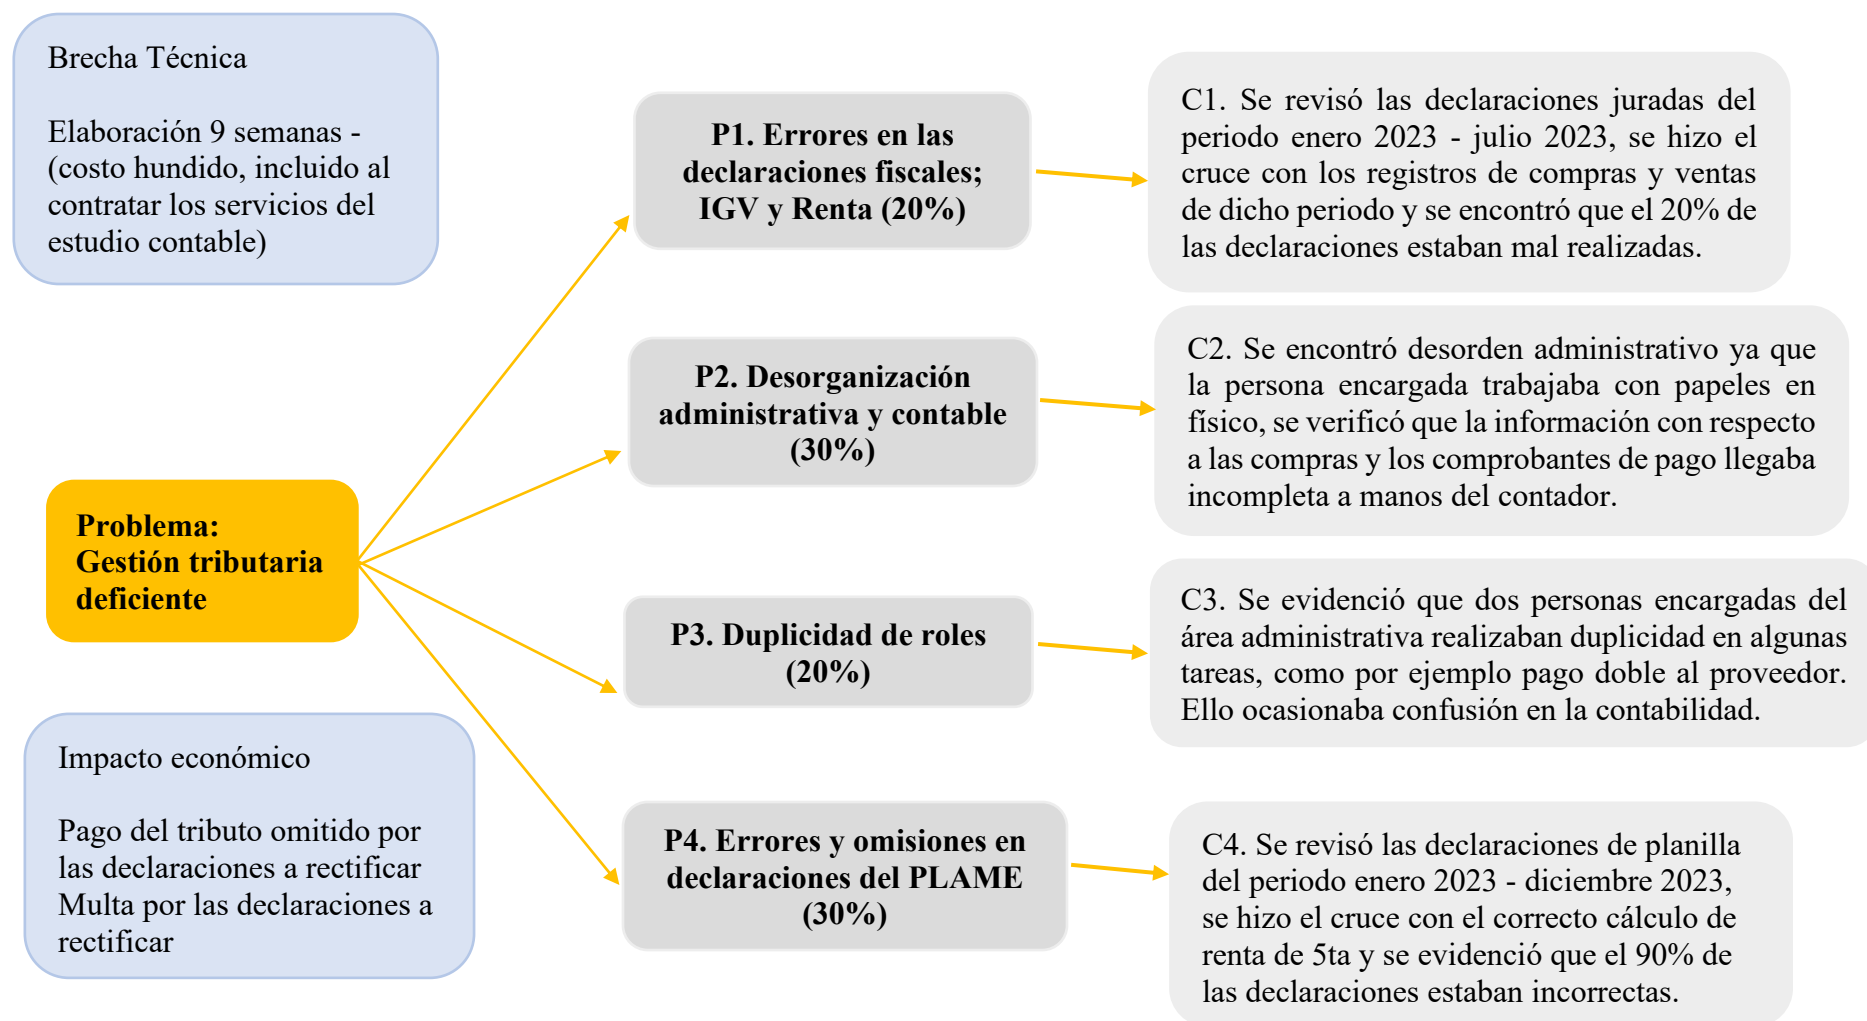 Brecha Técnica
Elaboración 9 semanas -
(costo hundido, incluido al
contratar los servicios del
estudio contable)
Problema:
Gestión tributaria
deficiente
Impacto económico
Pago del tributo omitido por
las declaraciones a rectificar
Multa por las declaraciones a
rectificar
P1. Errores en las
declaraciones fiscales;
IGV y Renta (20%)
C1. Se revisó las declaraciones juradas del
periodo enero 2023 - julio 2023, se hizo el
cruce con los registros de compras y ventas
de dicho periodo y se encontró que el 20% de
las declaraciones estaban mal realizadas.
P2. Desorganización
administrativa y contable
(30%)
C2. Se encontró desorden administrativo ya que
la persona encargada trabajaba con papeles en
físico, se verificó que la información con respecto
a las compras y los comprobantes de pago llegaba
incompleta a manos del contador.
P3. Duplicidad de roles
(20%)
C3. Se evidenció que dos personas encargadas del
área administrativa realizaban duplicidad en algunas
tareas, como por ejemplo pago doble al proveedor.
Ello ocasionaba confusión en la contabilidad.
P4. Errores y omisiones en
declaraciones del PLAME
(30%)
C4. Se revisó las declaraciones de planilla
del periodo enero 2023 - diciembre 2023,
se hizo el cruce con el correcto cálculo de
renta de 5ta y se evidenció que el 90% de
las declaraciones estaban incorrectas.